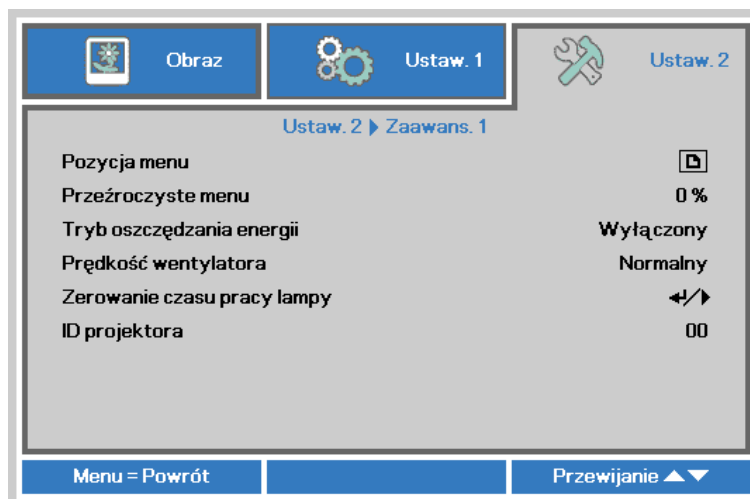 Obraz
Ustaw. 1
Ustaw. 2
Ustaw. 2 Zaawans. 1
Pozycja menu
Przeźroczyste menu 0 %
Tryb oszczędzania energii Wyłączony
Prędkość wentylatora Normalny
Zerowanie czasu pracy lampy
ID projektora 00
Menu = Powrót Przewijanie